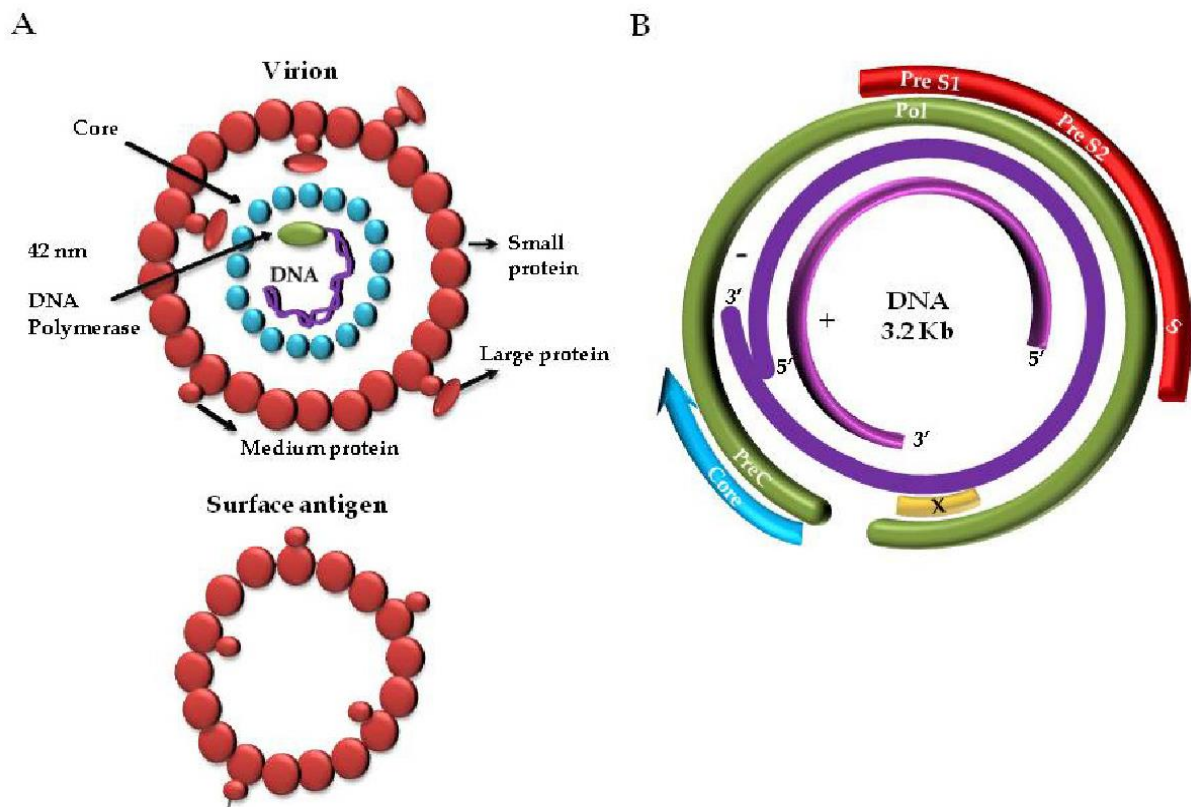 A
Virion
Core
42 nm
DNA
Polymerase
DNA
Small
protein
Large protein
Medium protein
Surface antigen
B
Pre S1
Pol
Pre S2
S
-
3'
5'
+
DNA
3.2 Kb
5'
3'
PreC
Core
X